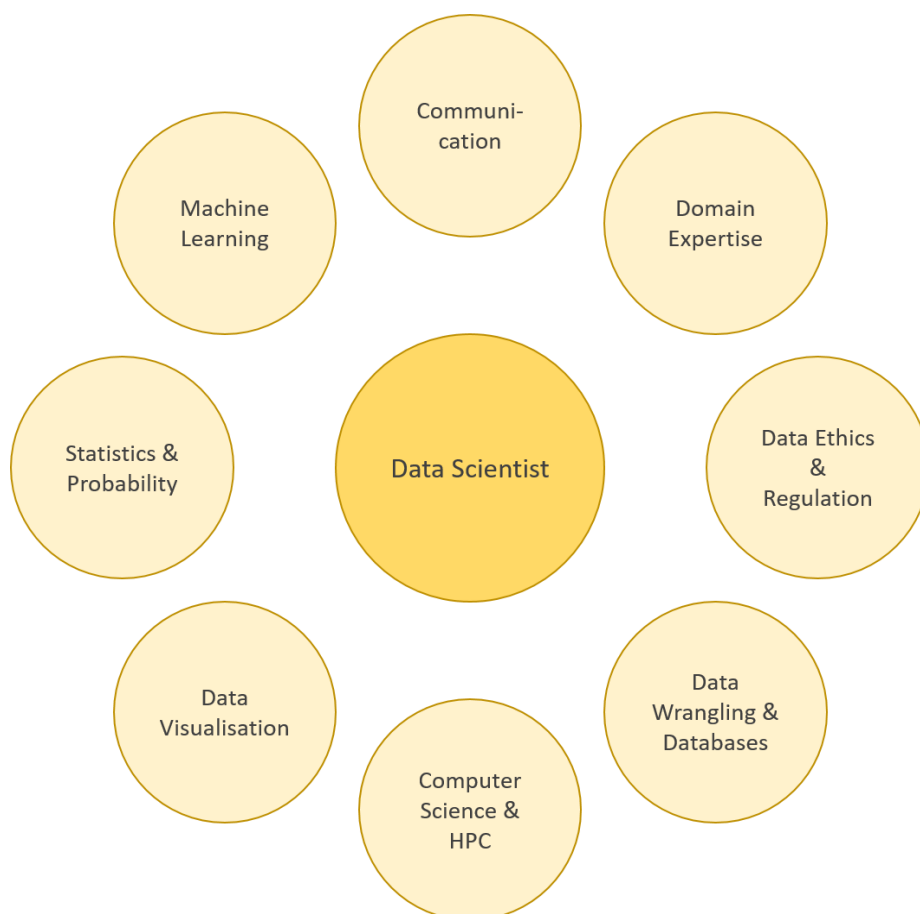 Communi-
cation
Machine
Learning
Domain
Expertise
Statistics &
Probability
Data Scientist
Data Ethics
&
Regulation
Data
Visualisation
Data
Wrangling &
Databases
Computer
Science &
HPC